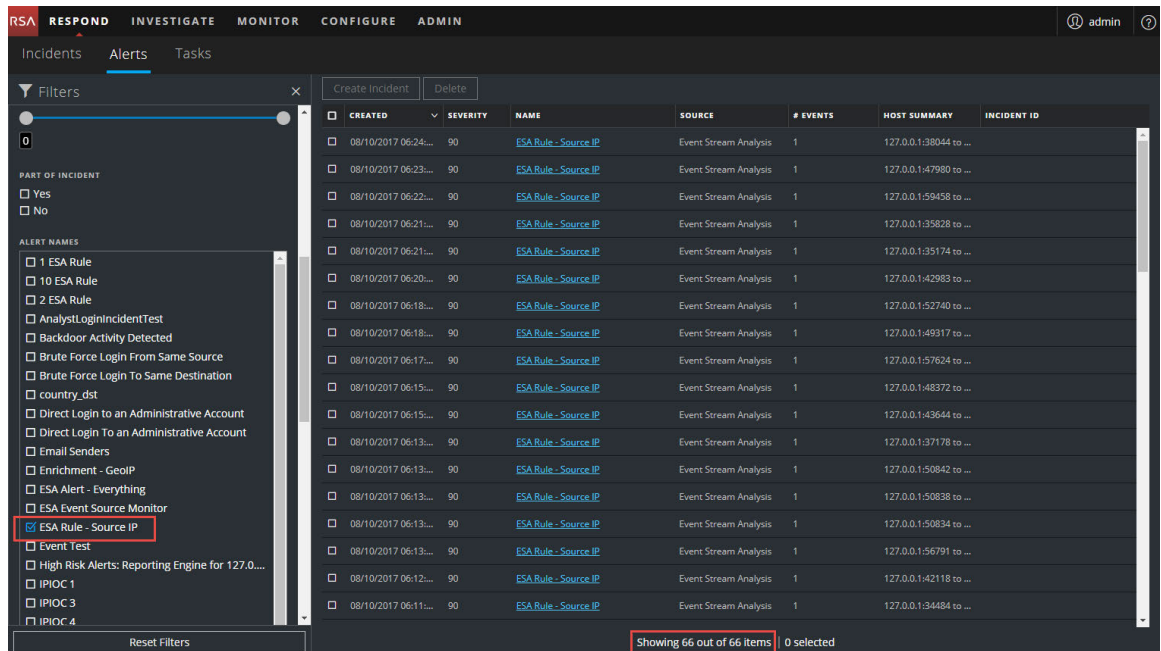 RSA RESPOND INVESTIGATE MONITOR CONFIGURE ADMIN admin ?
Incidents Alerts Tasks
Filters ×
0
PART OF INCIDENT
Yes
No
ALERT NAMES
1 ESA Rule
10 ESA Rule
2 ESA Rule
AnalystLoginIncidentTest
Backdoor Activity Detected
Brute Force Login From Same Source
Brute Force Login To Same Destination
country_dst
Direct Login to an Administrative Account
Direct Login To an Administrative Account
Email Senders
Enrichment - GeoIP
ESA Alert - Everything
ESA Event Source Monitor
ESA Rule - Source IP
Event Test
High Risk Alerts: Reporting Engine for 127.0....
IPIOC 1
IPIOC 3
IPIOC 4
Reset Filters
Create Incident Delete
CREATED SEVERITY NAME SOURCE # EVENTS HOST SUMMARY INCIDENT ID
08/10/2017 06:24:... 90 ESA Rule - Source IP Event Stream Analysis 1 127.0.0.1:38044 to ...
08/10/2017 06:23:... 90 ESA Rule - Source IP Event Stream Analysis 1 127.0.0.1:47980 to ...
08/10/2017 06:22:... 90 ESA Rule - Source IP Event Stream Analysis 1 127.0.0.1:59458 to ...
08/10/2017 06:21:... 90 ESA Rule - Source IP Event Stream Analysis 1 127.0.0.1:35828 to ...
08/10/2017 06:21:... 90 ESA Rule - Source IP Event Stream Analysis 1 127.0.0.1:35174 to ...
08/10/2017 06:20:... 90 ESA Rule - Source IP Event Stream Analysis 1 127.0.0.1:42983 to ...
08/10/2017 06:18:... 90 ESA Rule - Source IP Event Stream Analysis 1 127.0.0.1:52740 to ...
08/10/2017 06:18:... 90 ESA Rule - Source IP Event Stream Analysis 1 127.0.0.1:49317 to ...
08/10/2017 06:17:... 90 ESA Rule - Source IP Event Stream Analysis 1 127.0.0.1:57624 to ...
08/10/2017 06:15:... 90 ESA Rule - Source IP Event Stream Analysis 1 127.0.0.1:48372 to ...
08/10/2017 06:15:... 90 ESA Rule - Source IP Event Stream Analysis 1 127.0.0.1:43644 to ...
08/10/2017 06:13:... 90 ESA Rule - Source IP Event Stream Analysis 1 127.0.0.1:37178 to ...
08/10/2017 06:13:... 90 ESA Rule - Source IP Event Stream Analysis 1 127.0.0.1:50842 to ...
08/10/2017 06:13:... 90 ESA Rule - Source IP Event Stream Analysis 1 127.0.0.1:50838 to ...
08/10/2017 06:13:... 90 ESA Rule - Source IP Event Stream Analysis 1 127.0.0.1:50834 to ...
08/10/2017 06:13:... 90 ESA Rule - Source IP Event Stream Analysis 1 127.0.0.1:56791 to ...
08/10/2017 06:12:... 90 ESA Rule - Source IP Event Stream Analysis 1 127.0.0.1:42118 to ...
08/10/2017 06:11:... 90 ESA Rule - Source IP Event Stream Analysis 1 127.0.0.1:34484 to ...
Showing 66 out of 66 items | 0 selected